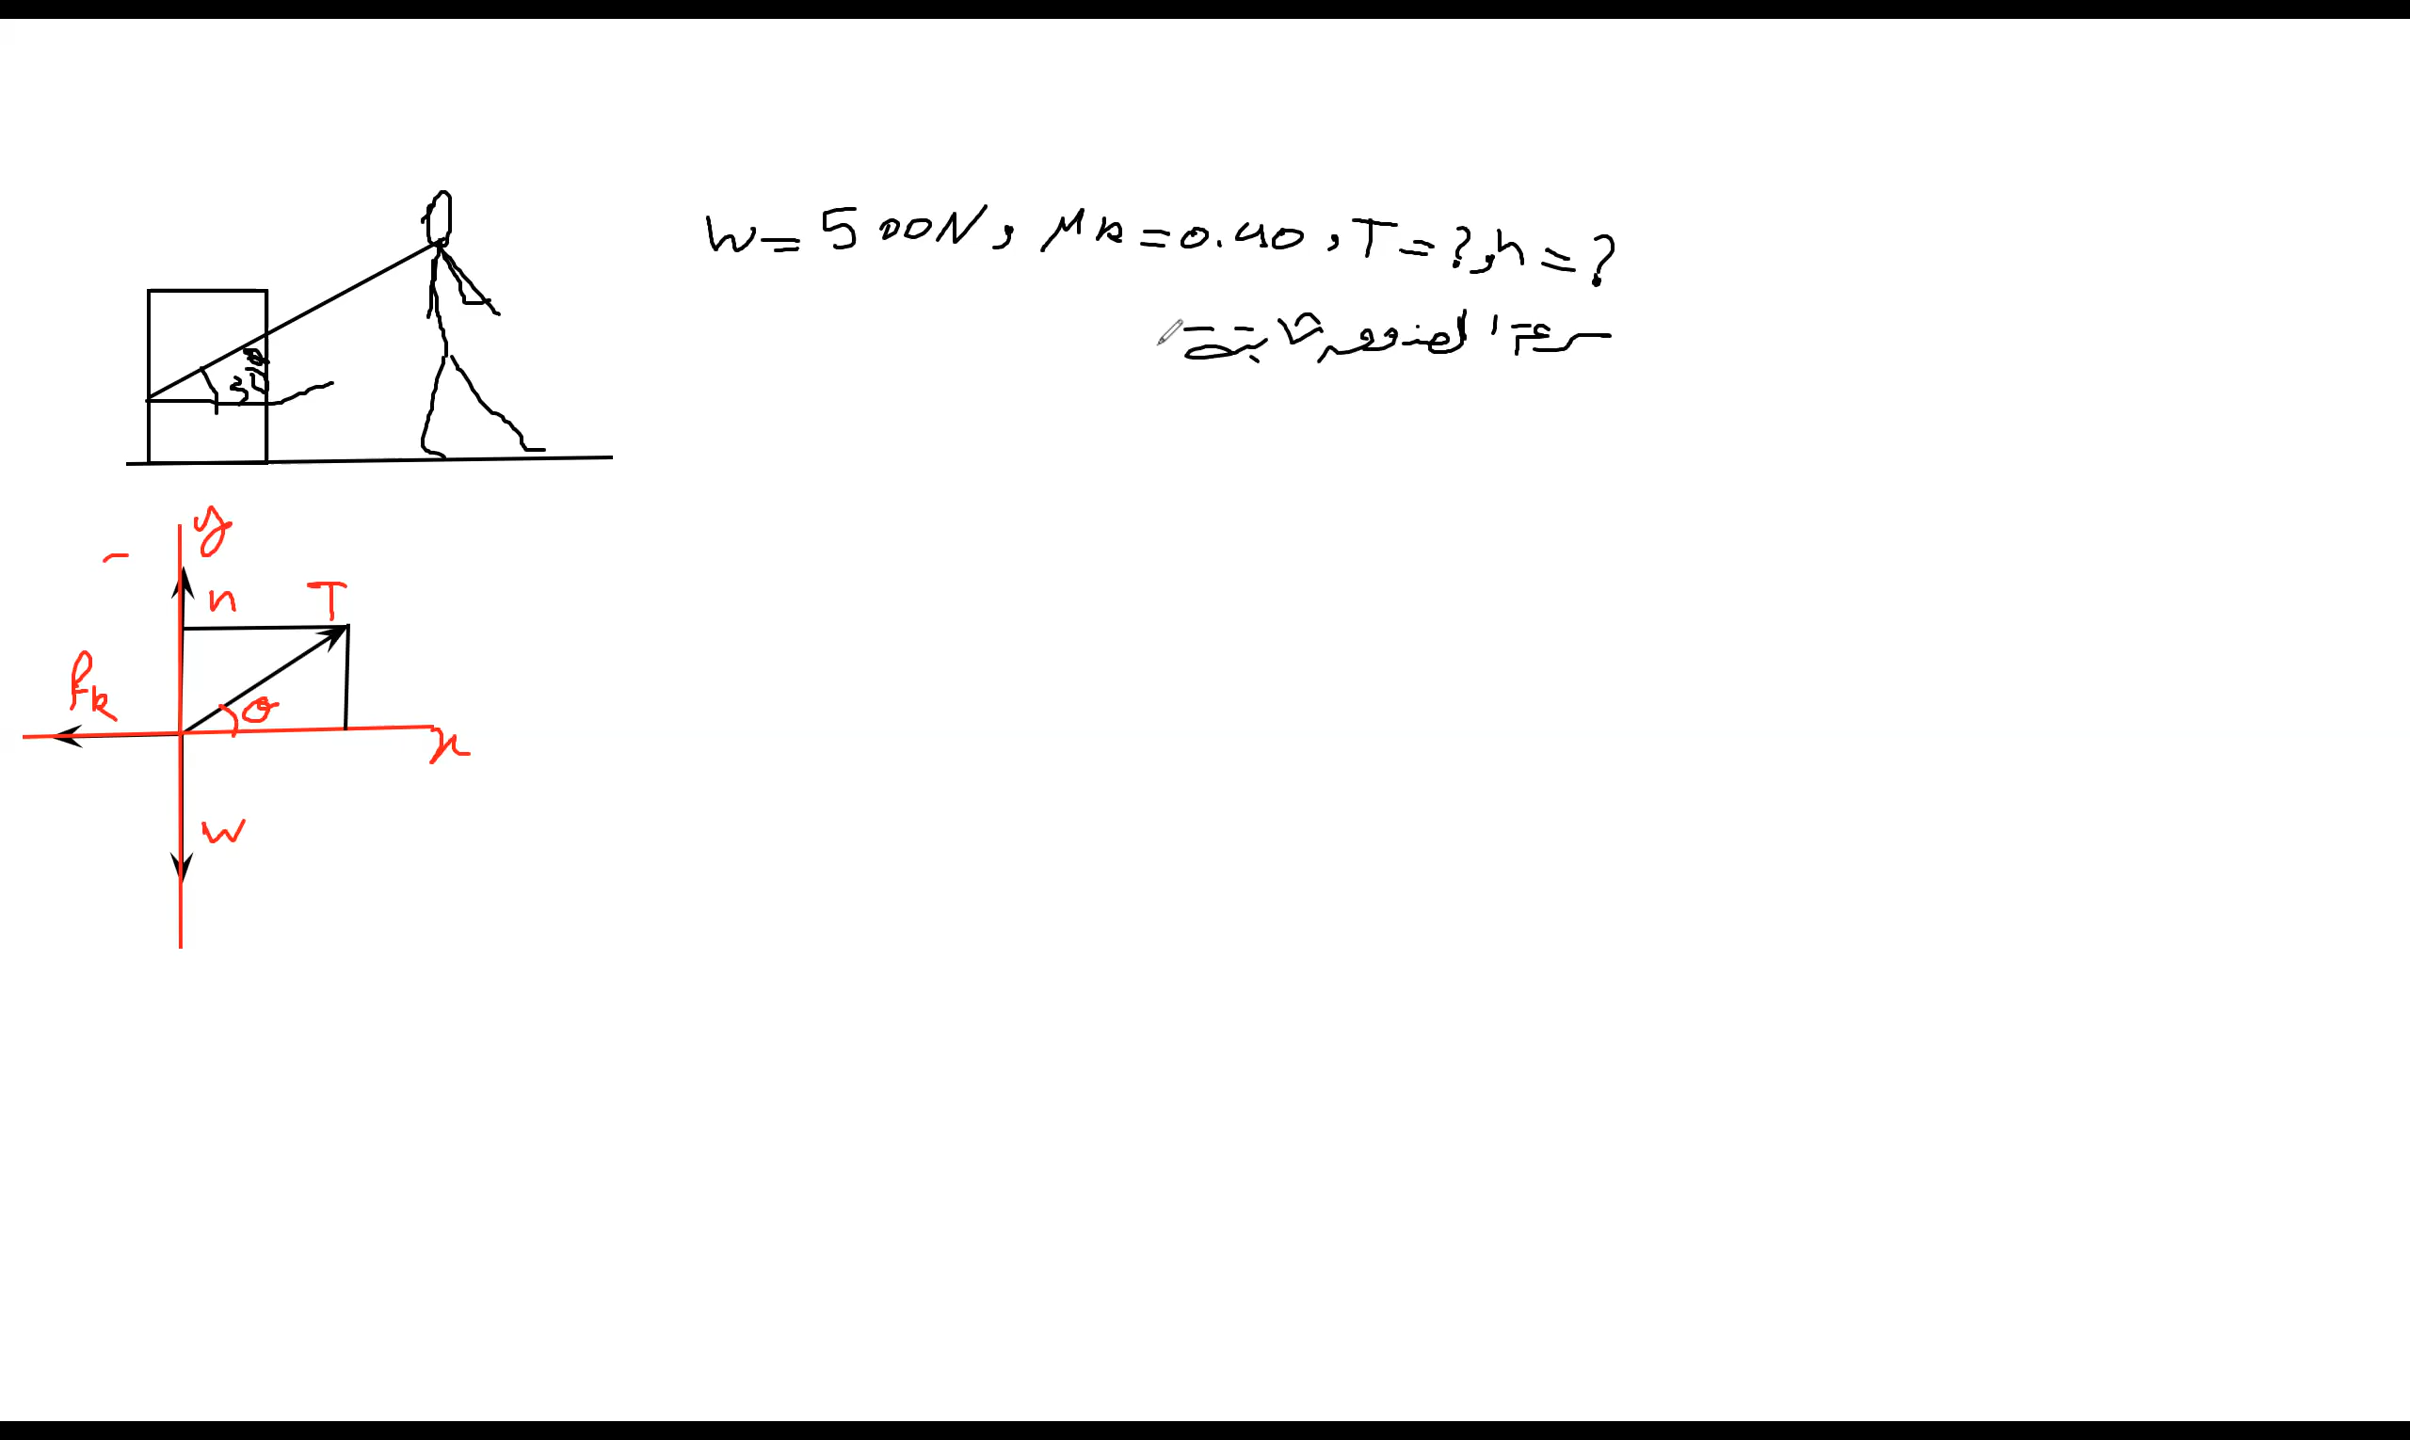 W = 500N, μk = 0.40, T = ?, n = ?
سرعة الصندوق ثابتة
30°
y
n
T
fk
θ
x
W